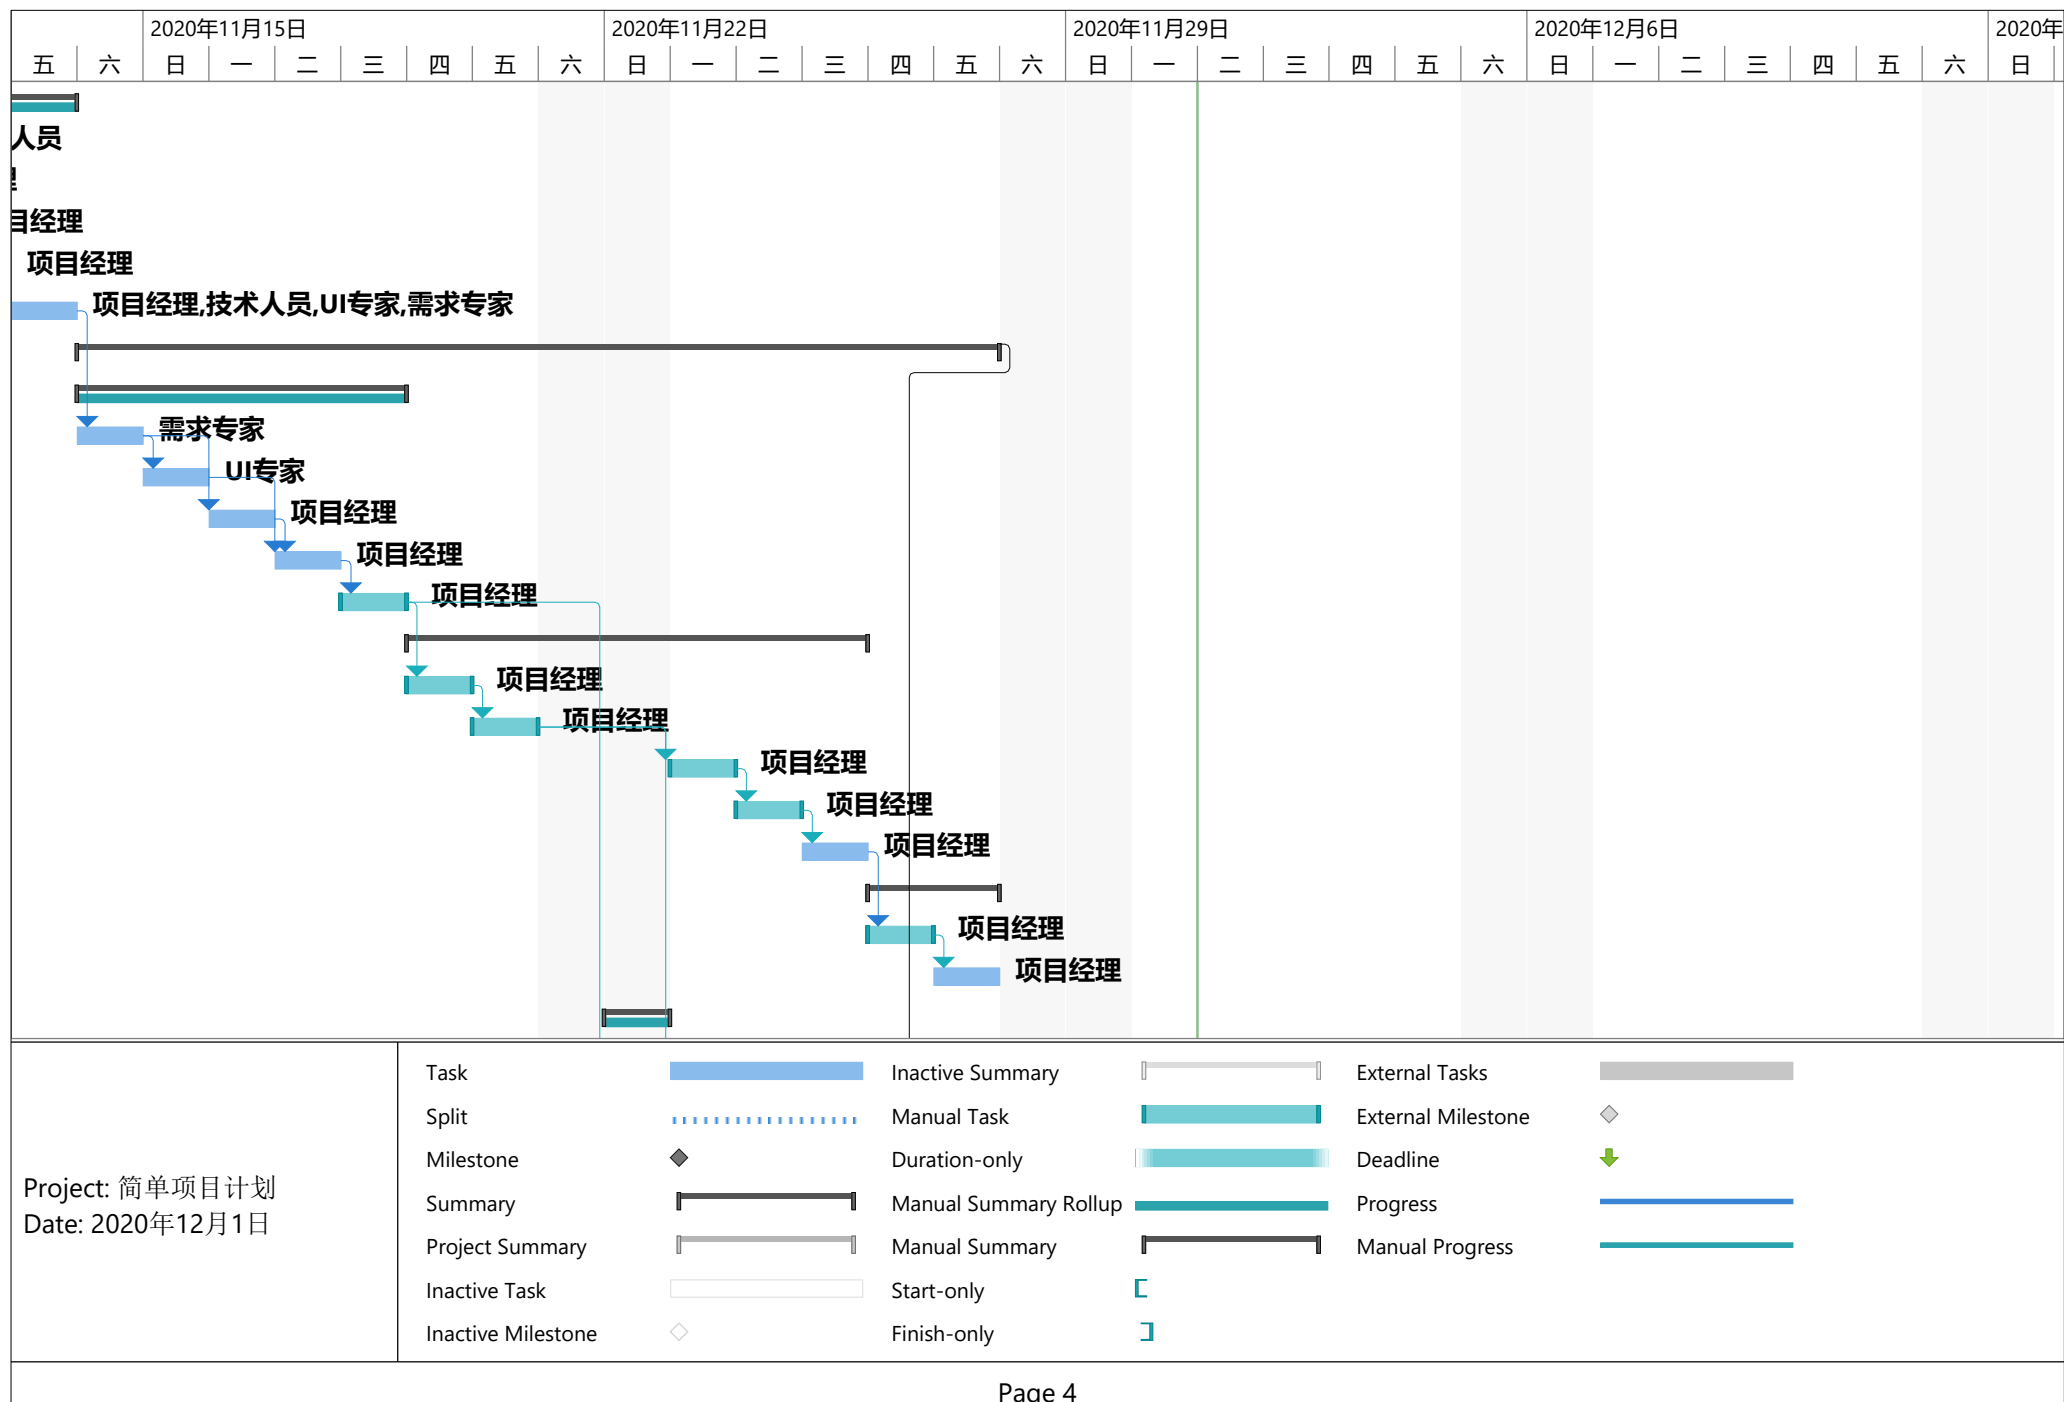 2020年11月15日 2020年11月22日 2020年11月29日 2020年12月6日 2020年
五 六 日 一 二 三 四 五 六 日 一 二 三 四 五 六 日 一 二 三 四 五 六 日 一 二 三 四 五 六 日
人员
目经理
项目经理
项目经理,技术人员,UI专家,需求专家
需求专家
UI专家
项目经理
项目经理
项目经理
项目经理
项目经理
项目经理
项目经理
项目经理
项目经理
项目经理
Project: 简单项目计划
Date: 2020年12月1日
Task
Split
Milestone
Summary
Project Summary
Inactive Task
Inactive Milestone
Inactive Summary
Manual Task
Duration-only
Manual Summary Rollup
Manual Summary
Start-only
Finish-only
External Tasks
External Milestone
Deadline
Progress
Manual Progress
Page 4